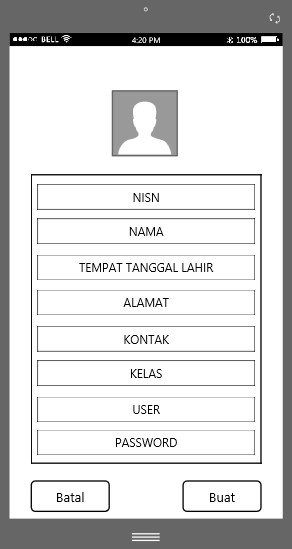 BELL 4:20 PM 100%
NISN
NAMA
TEMPAT TANGGAL LAHIR
ALAMAT
KONTAK
KELAS
USER
PASSWORD
Batal Buat